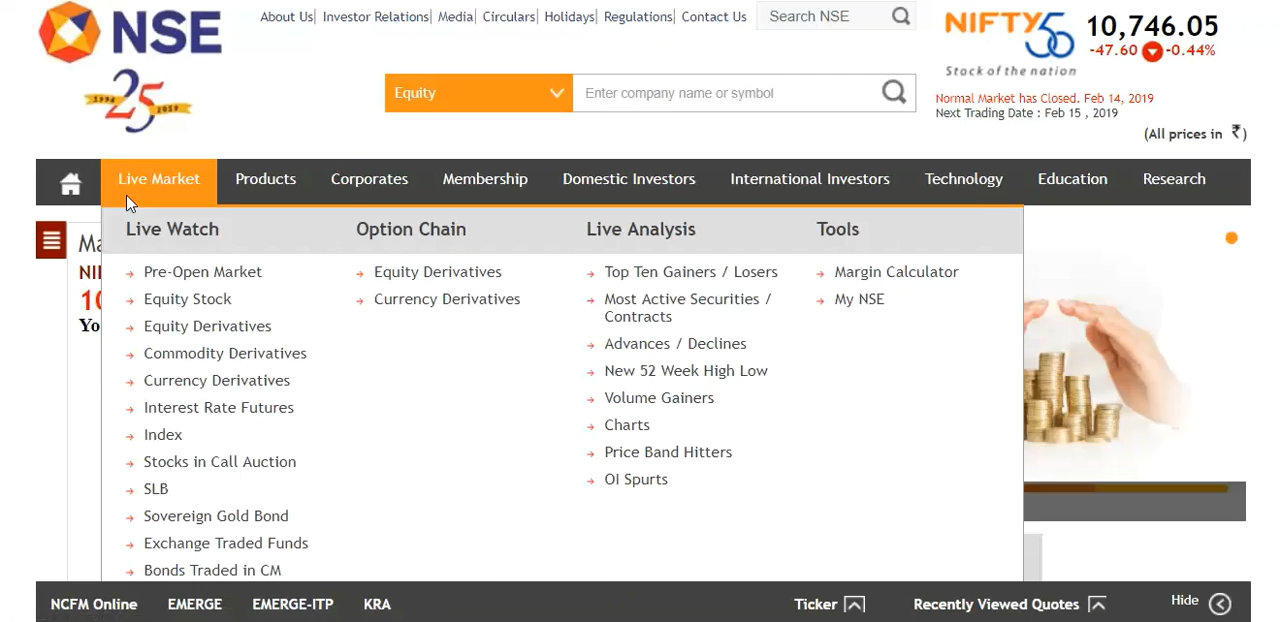 NSE
1994 25 2019
About Us| Investor Relations| Media| Circulars| Holidays| Regulations| Contact Us
Search NSE
NIFTY50
Stock of the nation
10,746.05
-47.60 -0.44%
Normal Market has Closed. Feb 14, 2019
Next Trading Date : Feb 15 , 2019
(All prices in ₹)
Equity
Enter company name or symbol
Live Market Products Corporates Membership Domestic Investors International Investors Technology Education Research
Live Watch
Pre-Open Market
Equity Stock
Equity Derivatives
Commodity Derivatives
Currency Derivatives
Interest Rate Futures
Index
Stocks in Call Auction
SLB
Sovereign Gold Bond
Exchange Traded Funds
Bonds Traded in CM
Option Chain
Equity Derivatives
Currency Derivatives
Live Analysis
Top Ten Gainers / Losers
Most Active Securities /
Contracts
Advances / Declines
New 52 Week High Low
Volume Gainers
Charts
Price Band Hitters
OI Spurts
Tools
Margin Calculator
My NSE
NCFM Online EMERGE EMERGE-ITP KRA Ticker Recently Viewed Quotes Hide